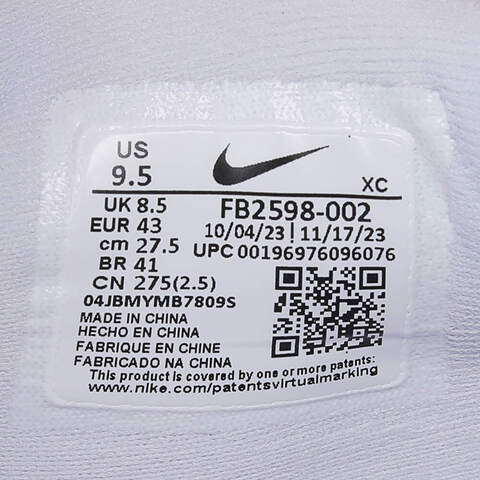 US
9.5
XC
UK 8.5
EUR 43
cm 27.5
BR 41
CN 275(2.5)
FB2598-002
10/04/23 | 11/17/23
UPC 00196976096076
04JBMYMB7809S
MADE IN CHINA
HECHO EN CHINA
FABRIQUE EN CHINE
FABRICADO NA CHINA
This product is covered by one or more patents:
www.nike.com/patentsvirtualmarking